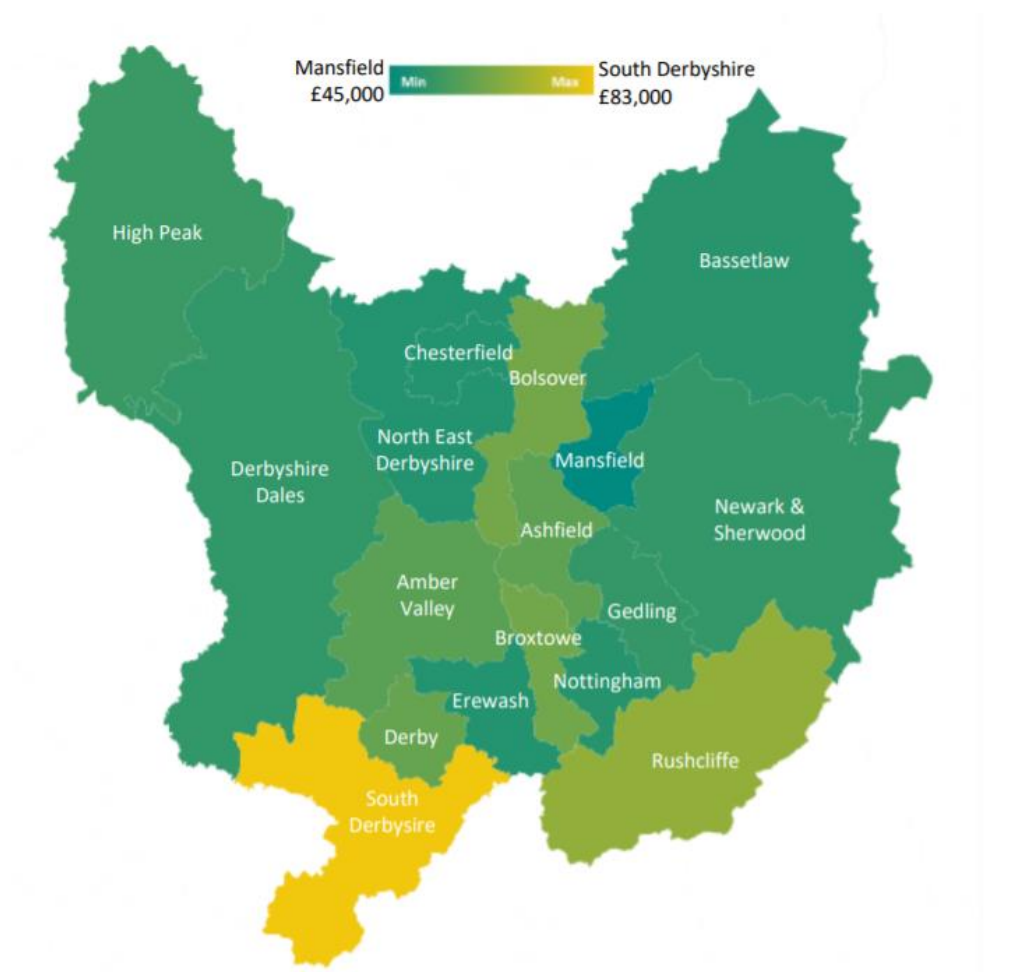 Mansfield
£45,000
Min
Max
South Derbyshire
£83,000
High Peak
Bassetlaw
Chesterfield
Bolsover
North East
Derbyshire
Mansfield
Derbyshire
Dales
Newark &
Sherwood
Ashfield
Amber
Valley
Gedling
Broxtowe
Nottingham
Erewash
Derby
Rushcliffe
South
Derbysire